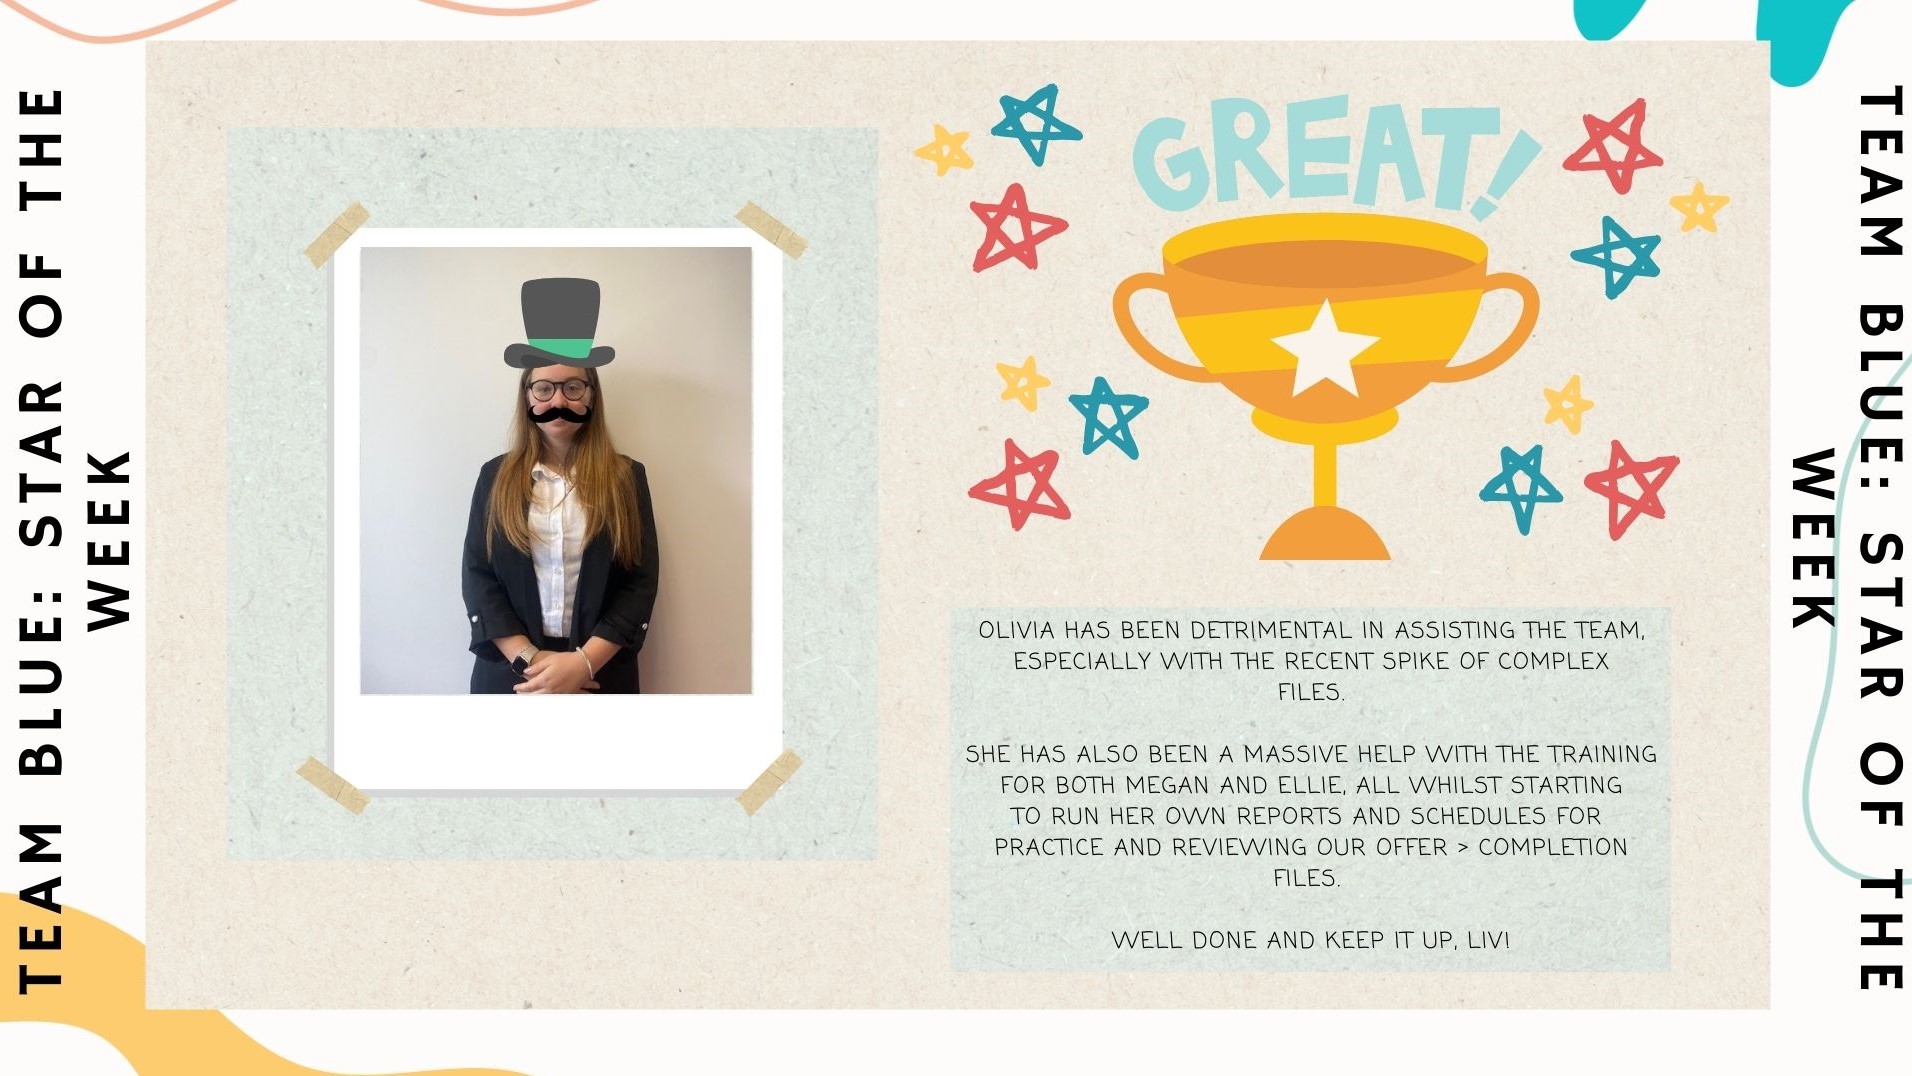 TEAM BLUE: STAR OF THE
WEEK
GREAT!
OLIVIA HAS BEEN DETRIMENTAL IN ASSISTING THE TEAM,
ESPECIALLY WITH THE RECENT SPIKE OF COMPLEX
FILES.
SHE HAS ALSO BEEN A MASSIVE HELP WITH THE TRAINING
FOR BOTH MEGAN AND ELLIE, ALL WHILST STARTING
TO RUN HER OWN REPORTS AND SCHEDULES FOR
PRACTICE AND REVIEWING OUR OFFER > COMPLETION
FILES.
WELL DONE AND KEEP IT UP, LIV!
TEAM BLUE: STAR OF THE
WEEK